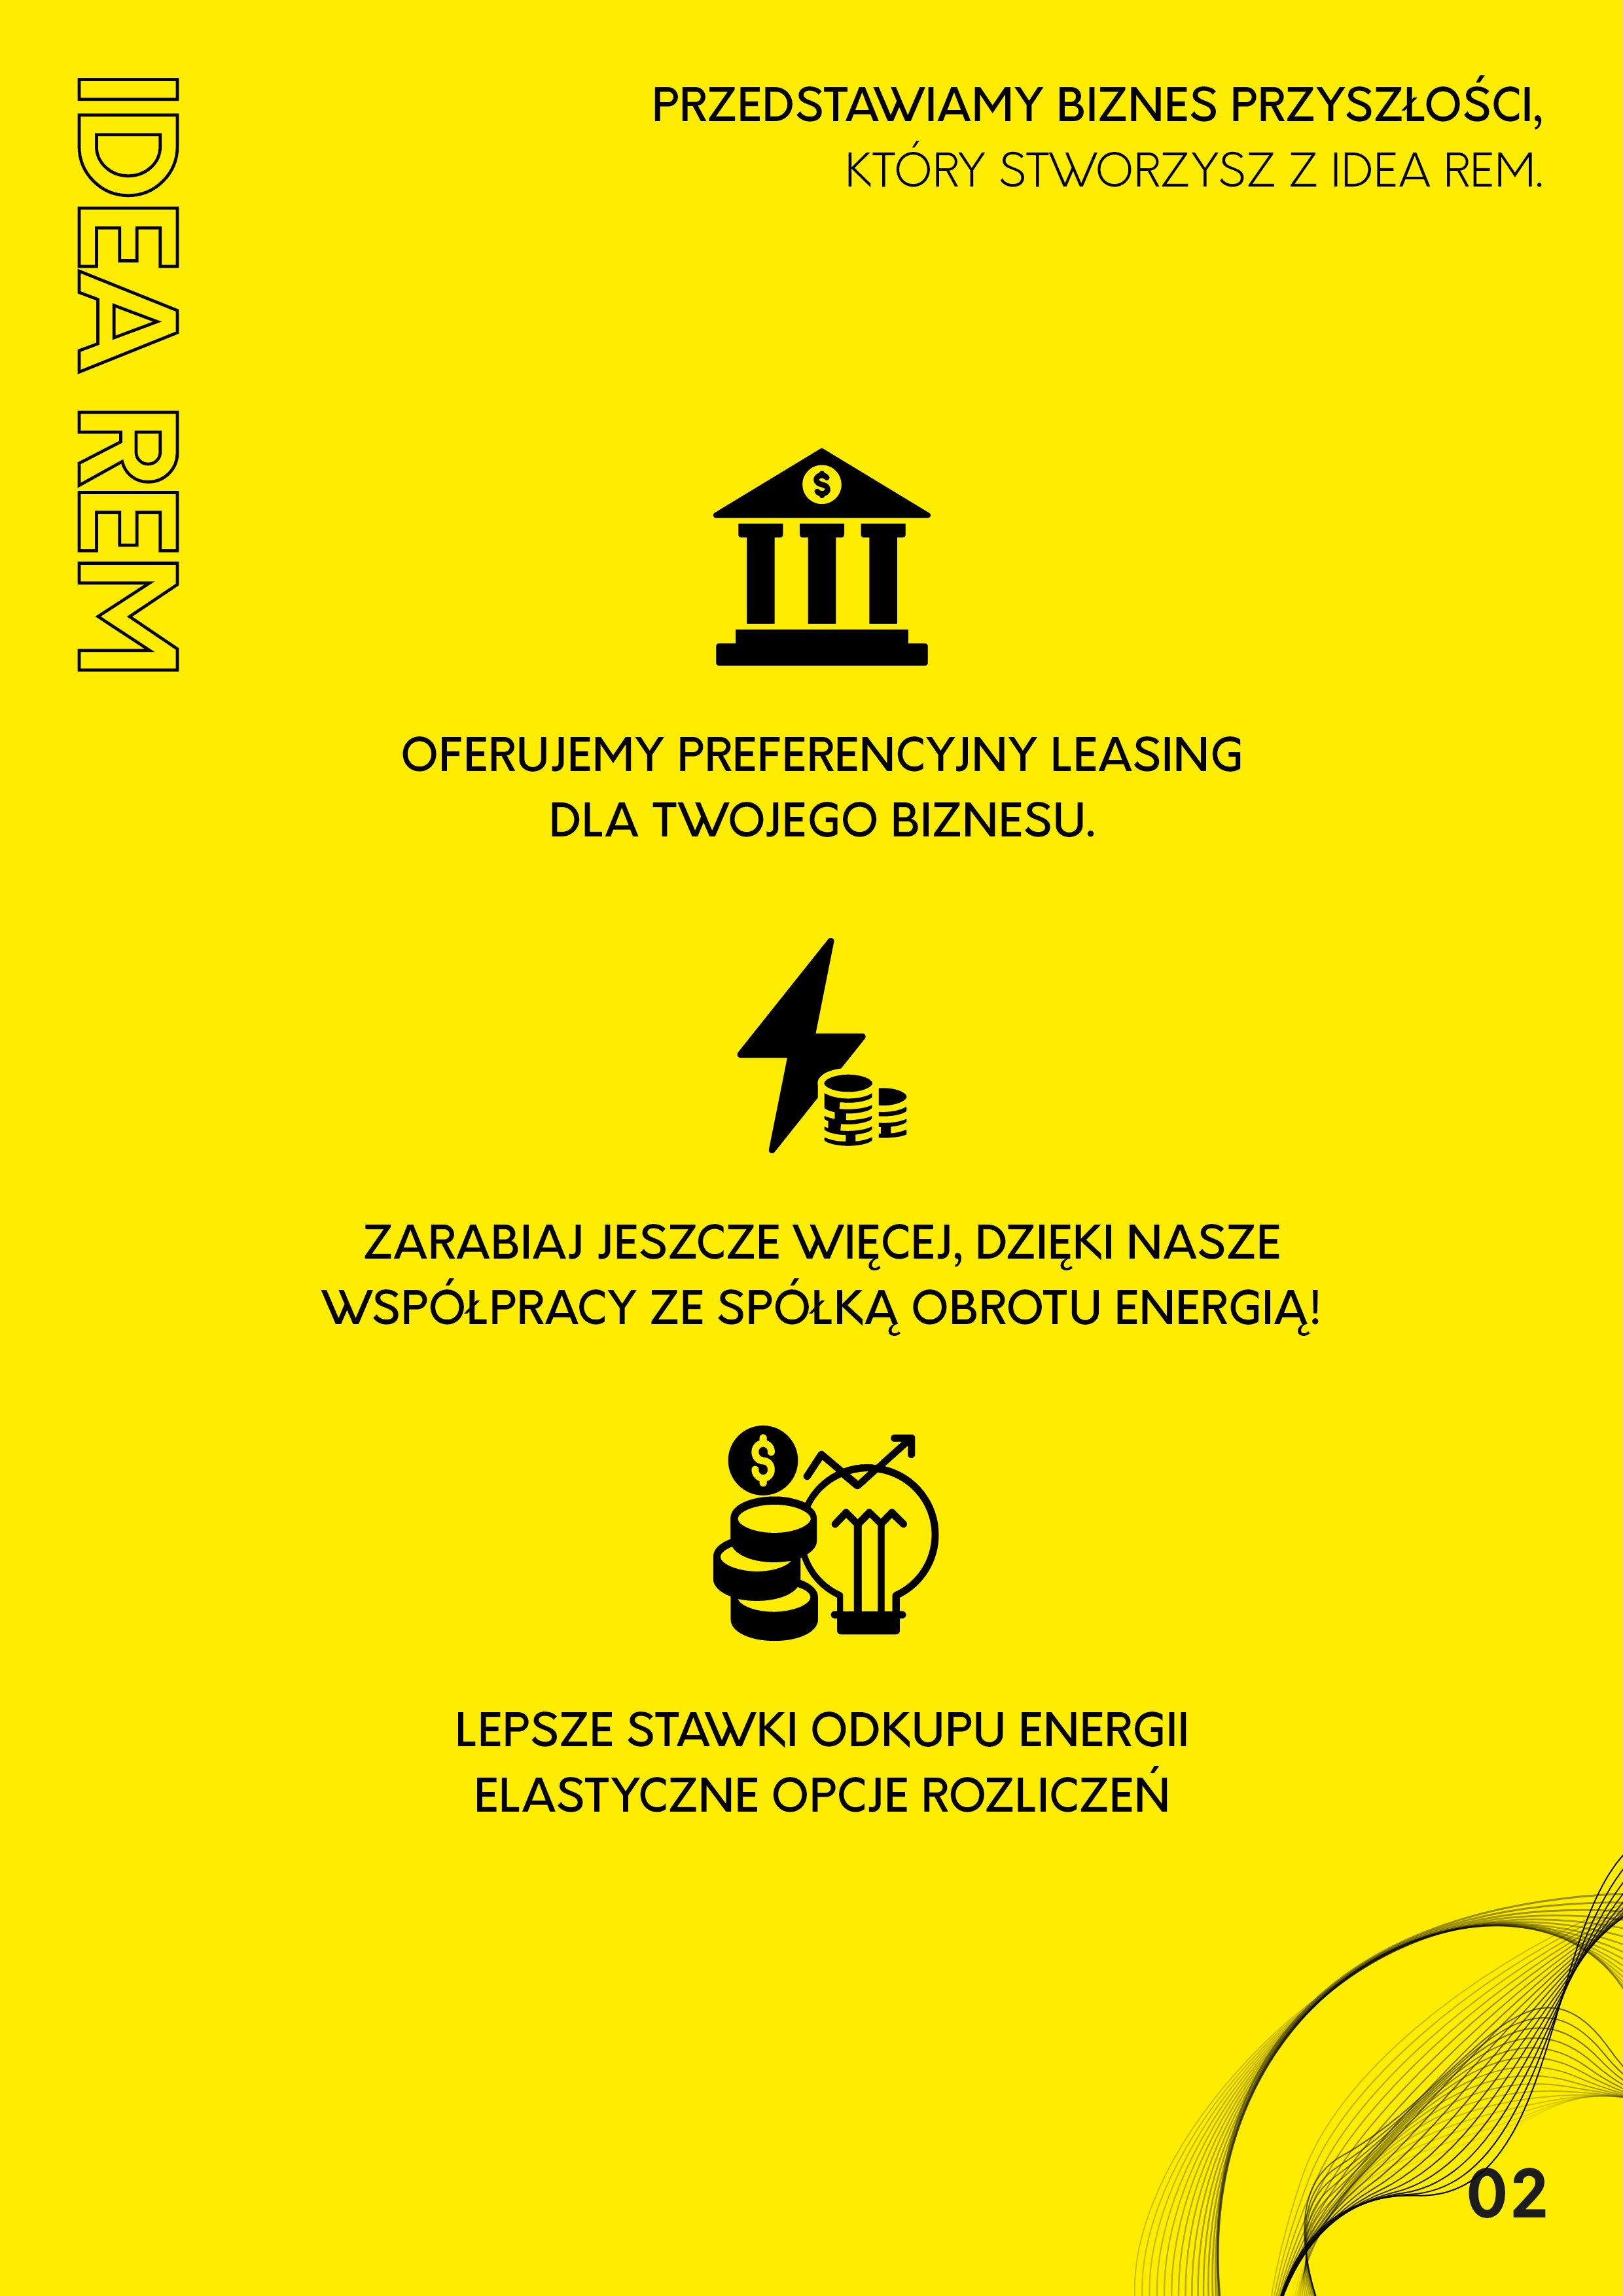 IDEA REM
PRZEDSTAWIAMY BIZNES PRZYSZŁOŚCI,
KTÓRY STWORZYSZ Z IDEA REM.
OFERUJEMY PREFERENCYJNY LEASING
DLA TWOJEGO BIZNESU.
ZARABIAJ JESZCZE WIĘCEJ, DZIĘKI NASZE
WSPÓŁPRACY ZE SPÓŁKĄ OBROTU ENERGIĄ!
LEPSZE STAWKI ODKUPU ENERGII
ELASTYCZNE OPCJE ROZLICZEŃ
02